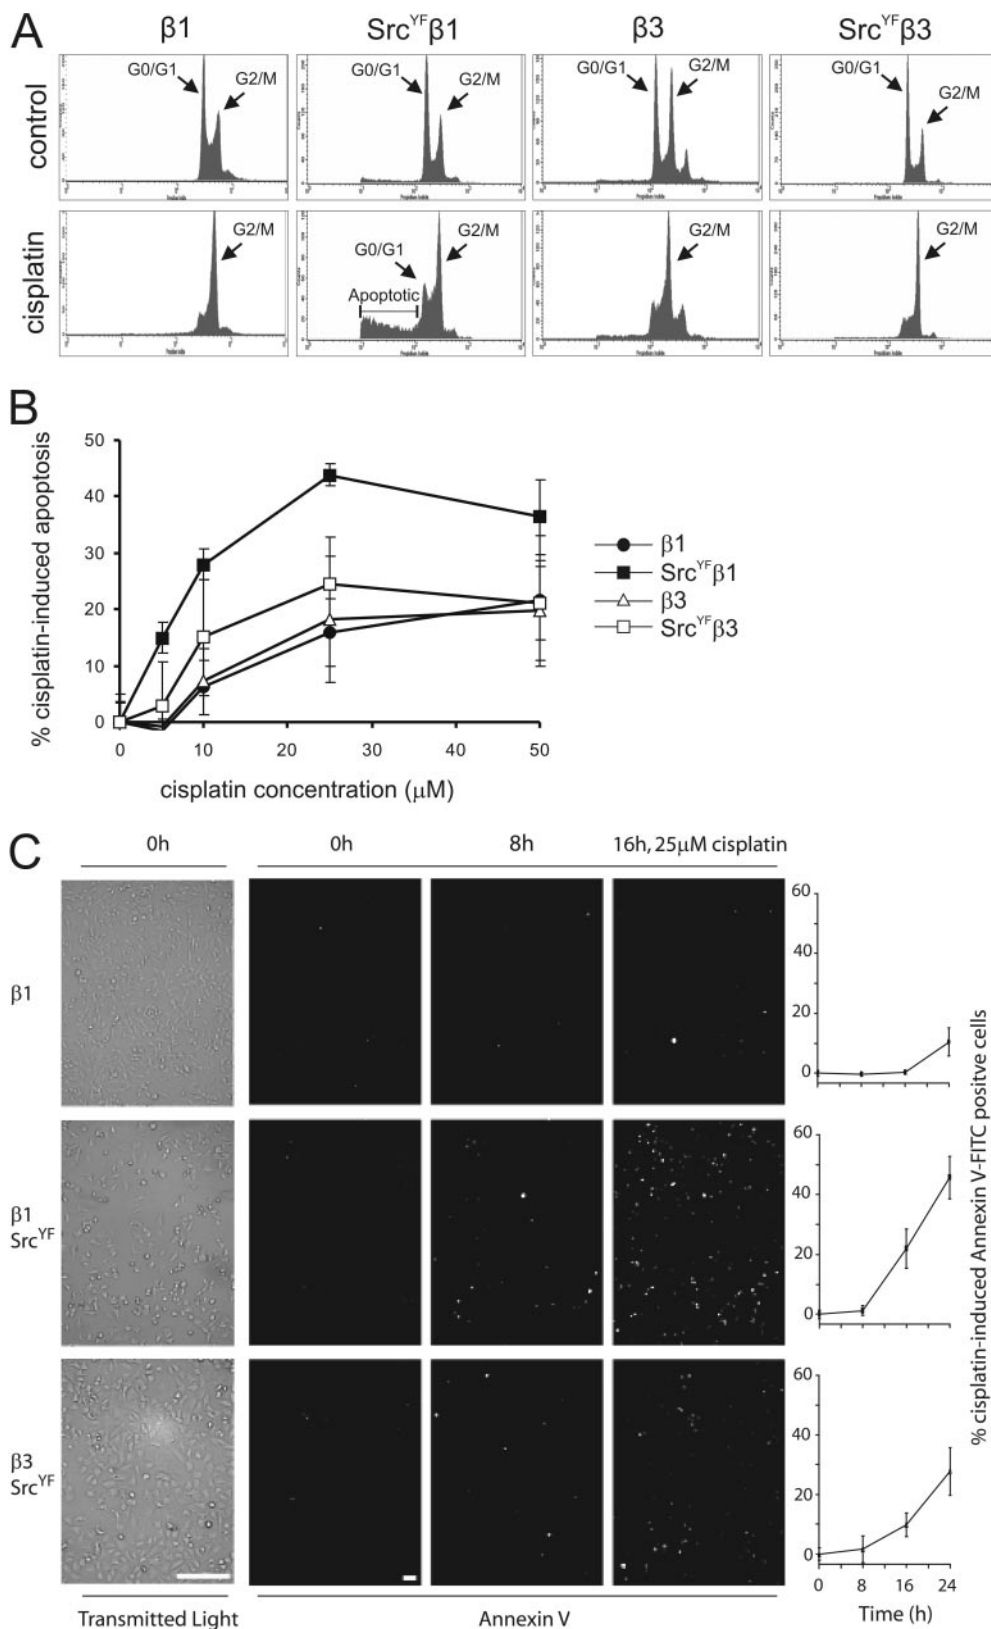 A
β1
Src^YFβ1
β3
Src^YFβ3
control
G0/G1
G2/M
G0/G1
G2/M
G0/G1
G2/M
G0/G1
G2/M
cisplatin
G2/M
G0/G1
G2/M
Apoptotic
G2/M
G2/M
B
% cisplatin-induced apoptosis
50
40
30
20
10
0
0 10 20 30 40 50
cisplatin concentration (μM)
β1
Src^YFβ1
β3
Src^YFβ3
C
0h
0h
8h
16h, 25μM cisplatin
β1
60
40
20
0
β1
Src^YF
60
40
20
0
β3
Src^YF
60
40
20
0
0 8 16 24
Time (h)
% cisplatin-induced Annexin V-FITC positve cells
Transmitted Light
Annexin V